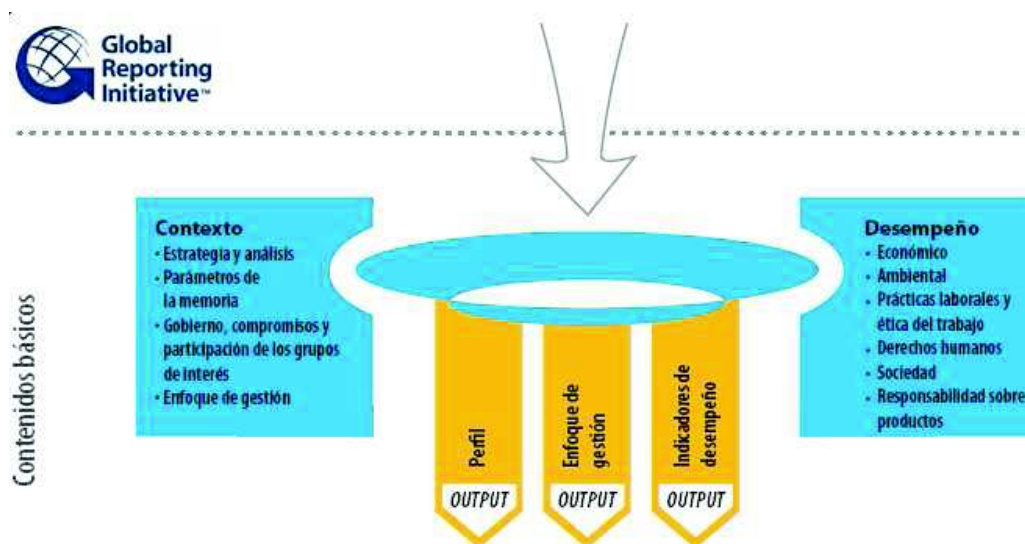 Global
Reporting
Initiative™
Contenidos básicos
Contexto
• Estrategia y análisis
• Parámetros de
la memoria
• Gobierno, compromisos y
participación de los grupos
de interés
• Enfoque de gestión
Perfil
OUTPUT
Enfoque de
gestión
OUTPUT
Indicadores de
desempeño
OUTPUT
Desempeño
• Económico
• Ambiental
• Prácticas laborales y
ética del trabajo
• Derechos humanos
• Sociedad
• Responsabilidad sobre
productos